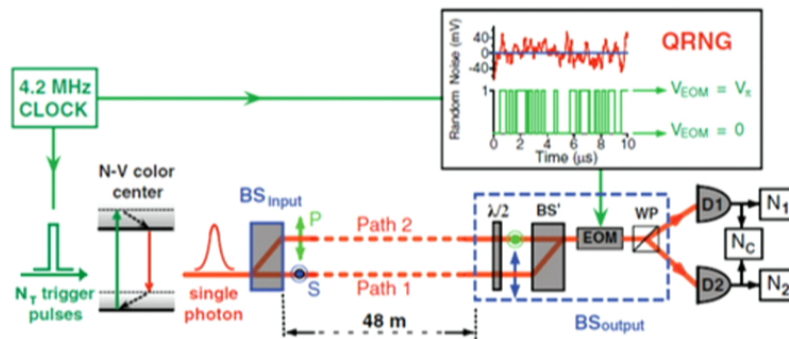 4.2 MHz
CLOCK
N-V color
center
N_T trigger
pulses
single
photon
BS_input
P
S
Path 2
Path 1
48 m
Random Noise (mV)
40
0
-40
1
0
0 2 4 6 8 10
Time (μs)
QRNG
V_EOM = V_π
V_EOM = 0
λ/2
BS'
EOM
WP
BS_output
D1
D2
N_1
N_C
N_2